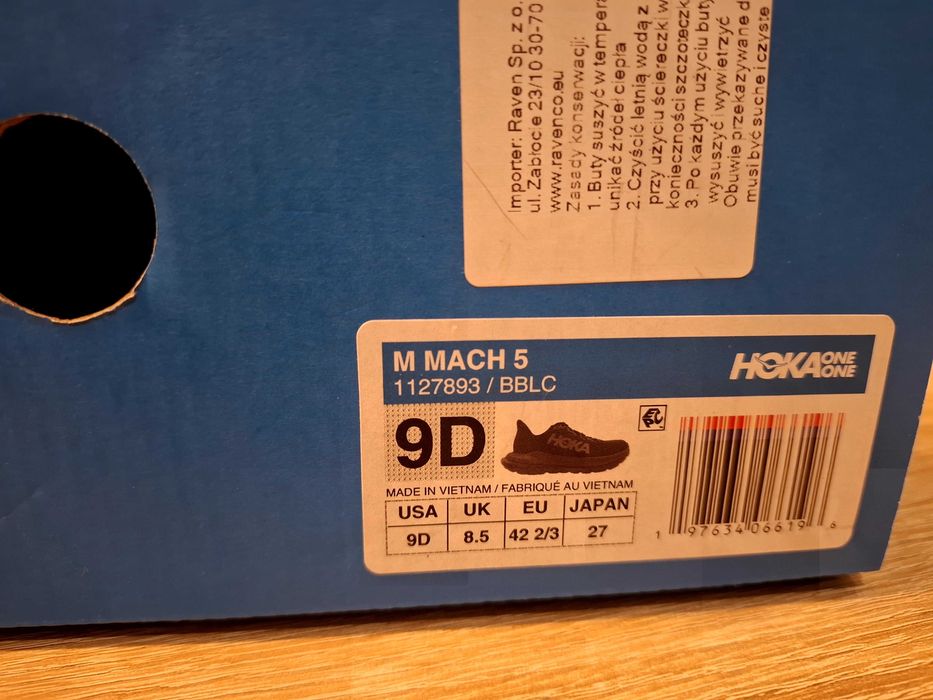 Importer: Raven Sp. z o.
ul. Zabłocie 23/10 30-70
www.ravenco.eu
Zasady konserwacji:
1. Buty suszyć w tempera
unikać źródeł ciepła
2. Czyścić letnią wodą z
przy użyciu ściereczki w
konieczności szczoteczk
3. Po każdym użyciu buty
wysuszyć i wywietrzyć
Obuwie przekazywane d
musi być suche i czyste
M MACH 5
1127893 / BBLC
HOKA ONE ONE
9D
HOKA
MADE IN VIETNAM / FABRIQUÉ AU VIETNAM
USA UK EU JAPAN
9D 8.5 42 2/3 27
1 97634 06619 6